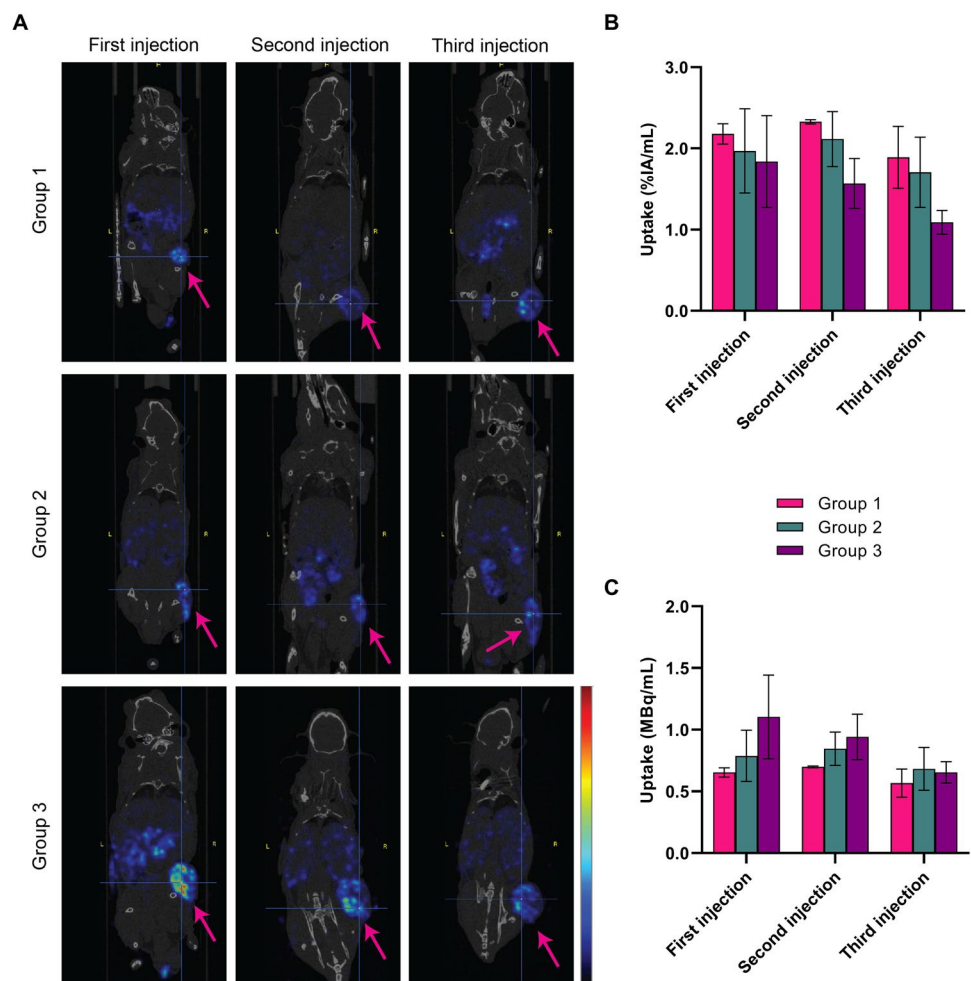 A
First injection
Second injection
Third injection
Group 1
Group 2
Group 3
L
R
L
R
L
R
L
R
L
R
L
R
L
R
L
R
L
R
B
Uptake (%IA/mL)
3.0
2.0
1.0
0.0
First injection
Second injection
Third injection
Group 1
Group 2
Group 3
C
Uptake (MBq/mL)
2.0
1.5
1.0
0.5
0.0
First injection
Second injection
Third injection